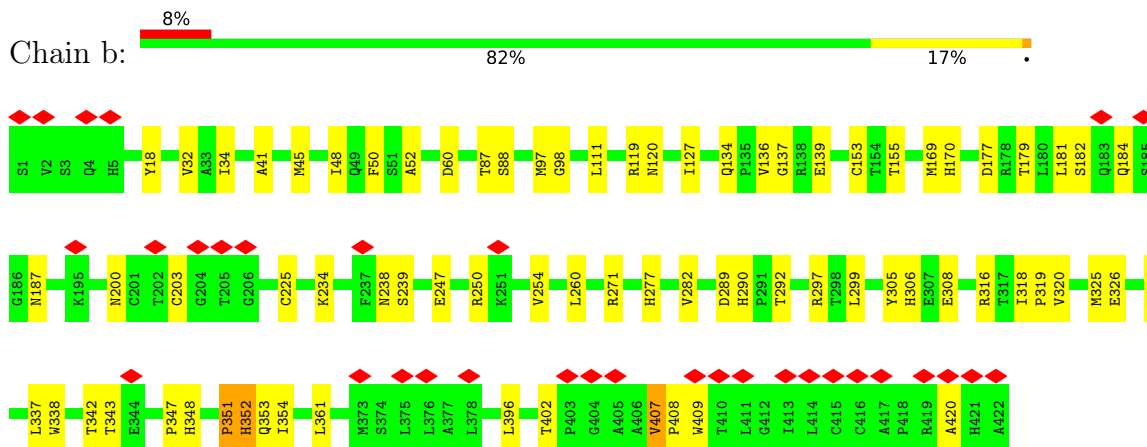 8%
Chain b:
82% 17% •
S1 V2 S3 Q4 H5 Y18 V32 A33 I34 A41 M45 I48 Q49 F50 S51 A52 D60 T87 S88 M97 G98 L111 R119 N120 I127 Q134 P135 V136 G137 R138 E139 C153 T154 T155 M169 H170 D177 R178 T179 L180 L181 S182 Q183 Q184 S185
G186 N187 K195 N200 C201 T202 C203 G204 T205 G206 C225 K234 F237 N238 S239 E247 R250 K251 V254 L260 R271 H277 V282 D289 H290 P291 T292 R297 T298 L299 Y305 H306 E307 E308 R316 T317 I318 P319 V320 M325 E326
L337 W338 T342 T343 E344 P347 H348 P351 H352 Q353 I354 L361 M373 S374 L375 L376 A377 L378 L396 T402 P403 G404 A405 A406 V407 P408 W409 T410 L411 G412 I413 L414 C415 C416 A417 P418 R419 A420 H421 A422